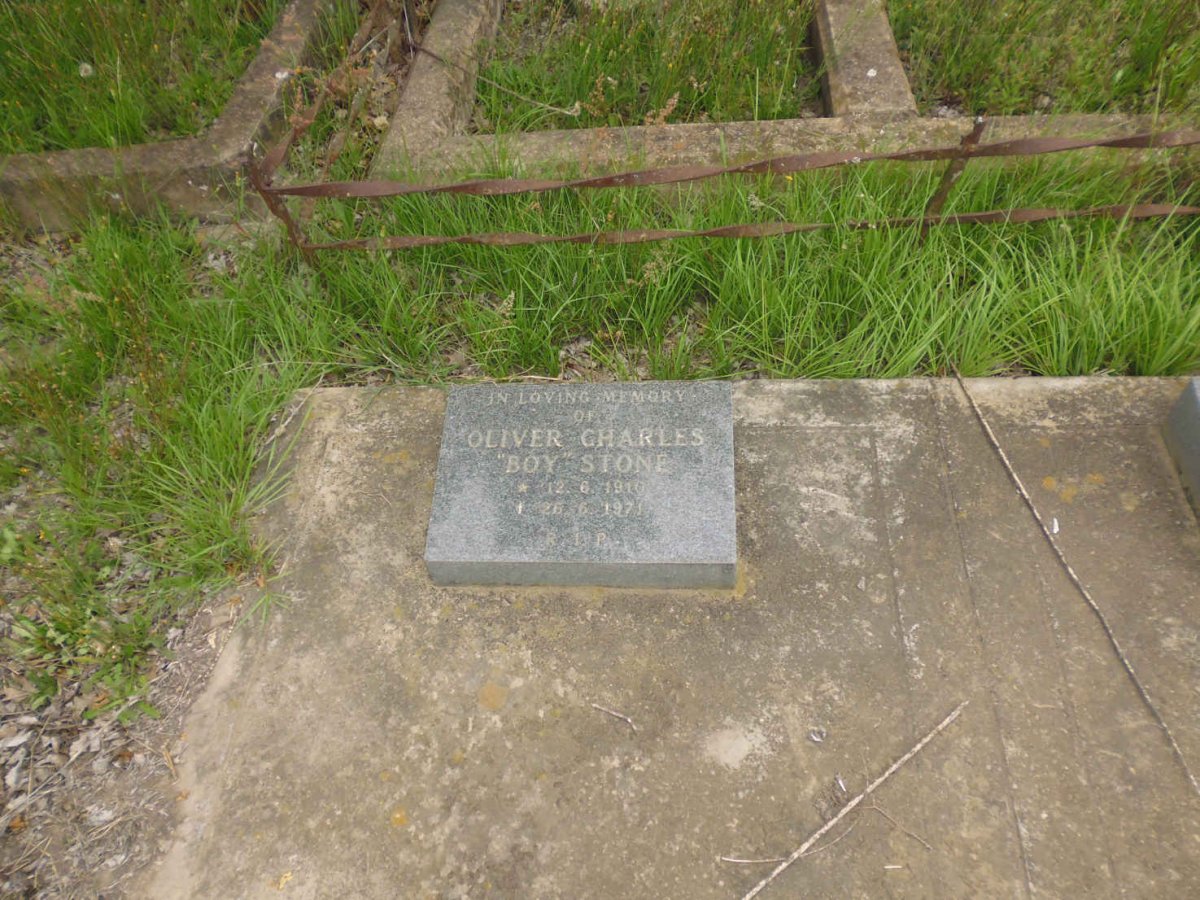 IN LOVING MEMORY
OF
OLIVER CHARLES
"BOY" STONE
★ 12. 6. 1910
† 26. 6. 1971
R. I. P.